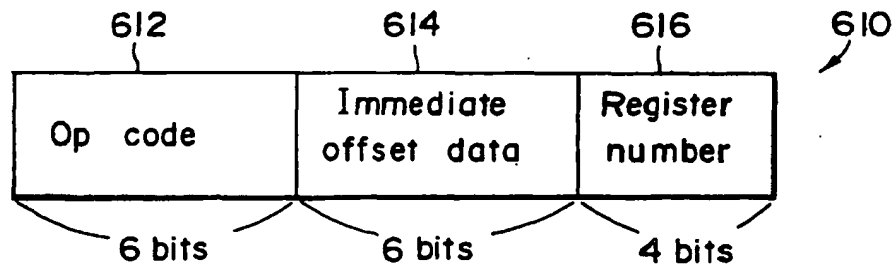 612 614 616 610
Op code
Immediate
offset data
Register
number
6 bits 6 bits 4 bits